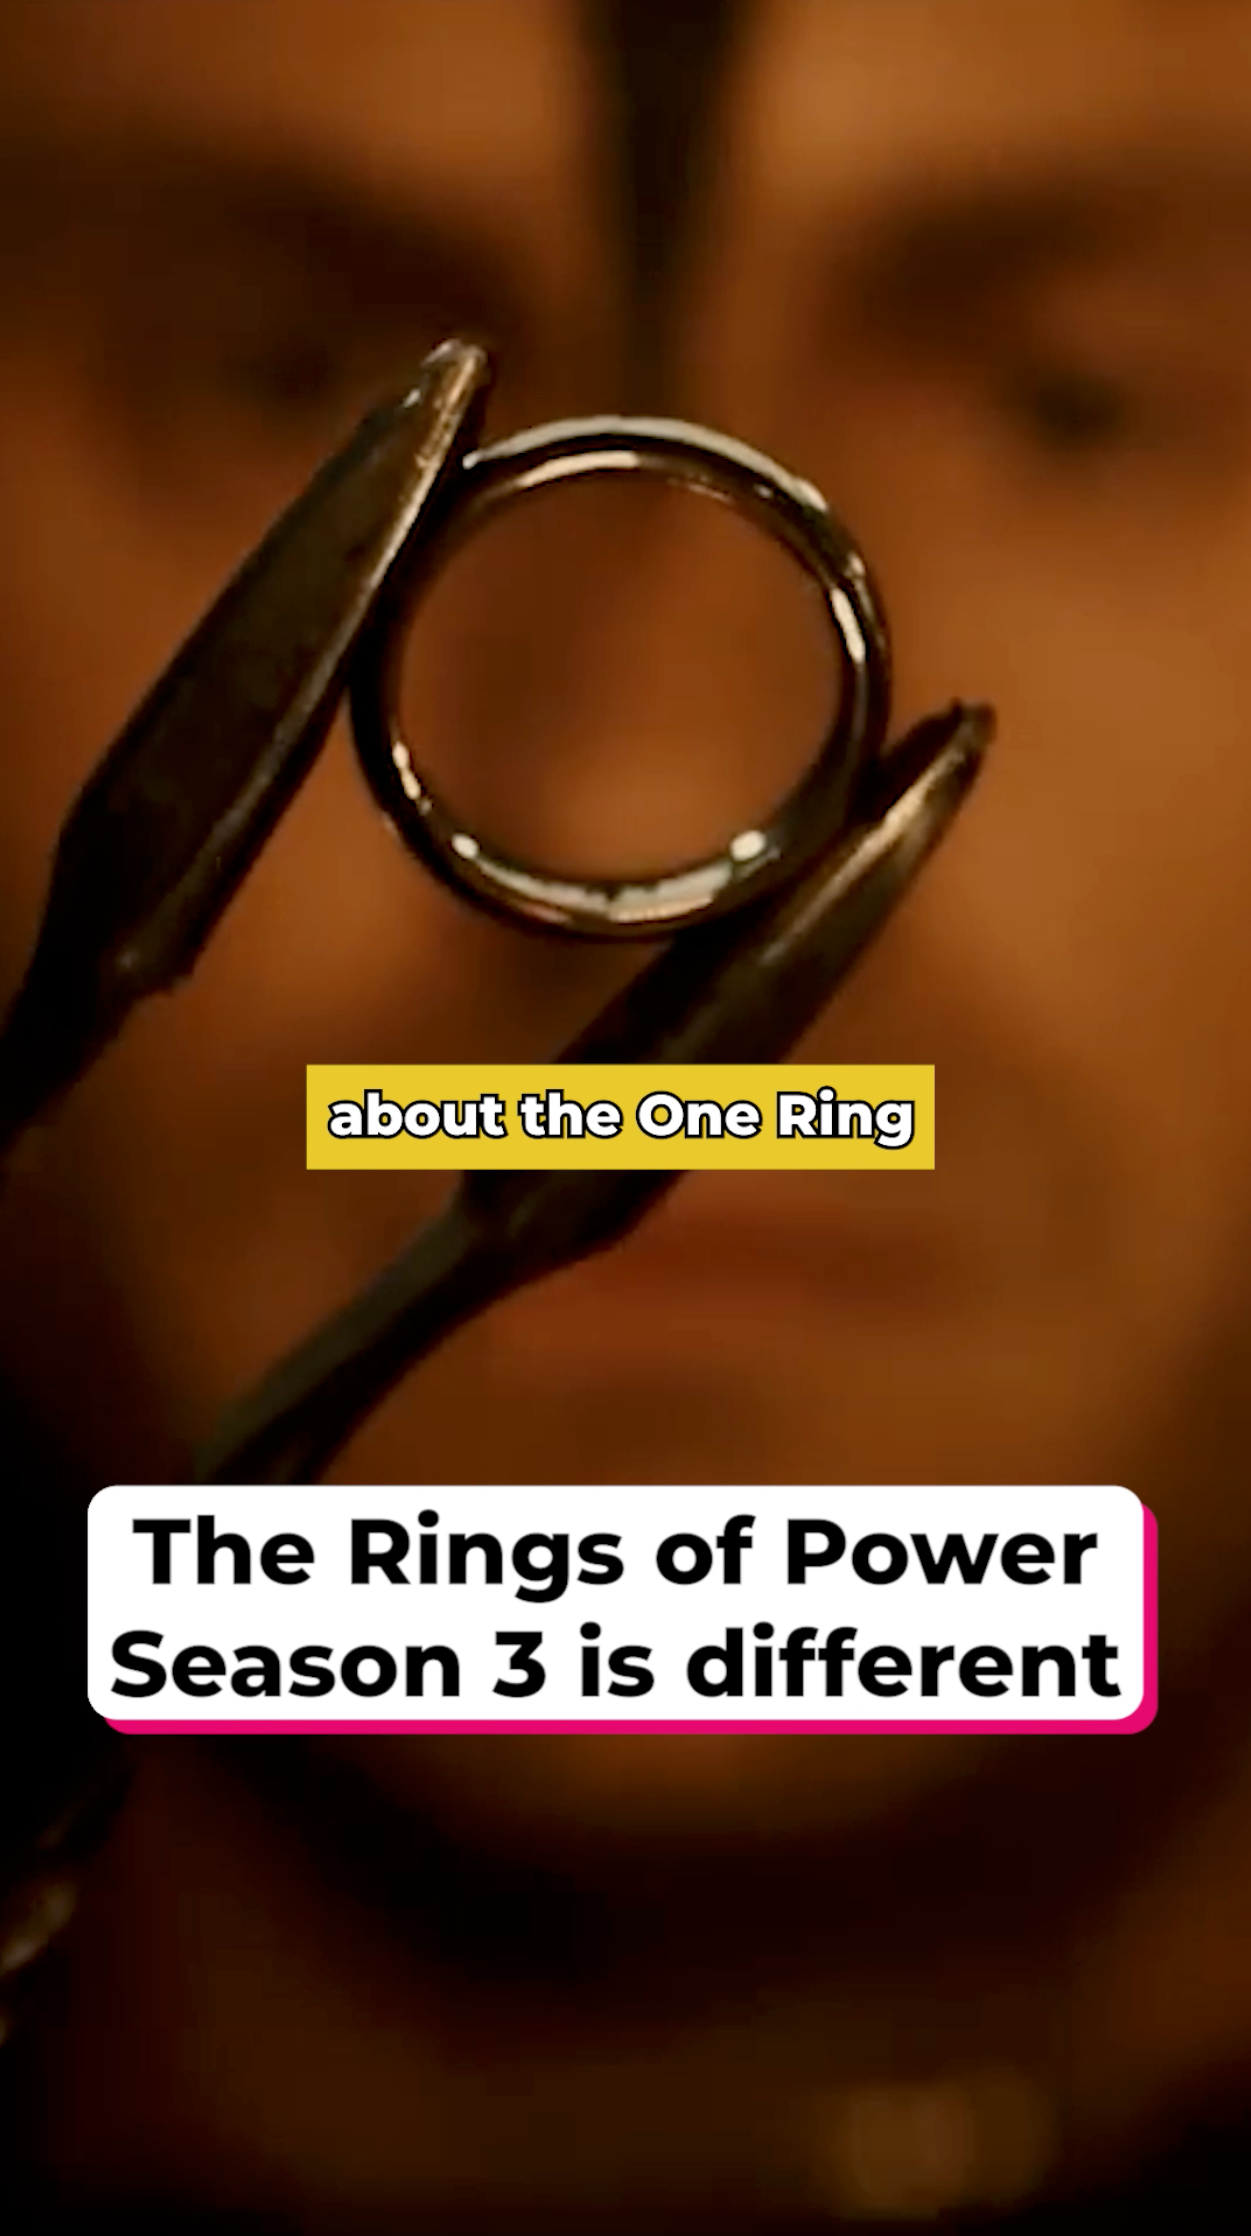 about the One Ring
The Rings of Power
Season 3 is different